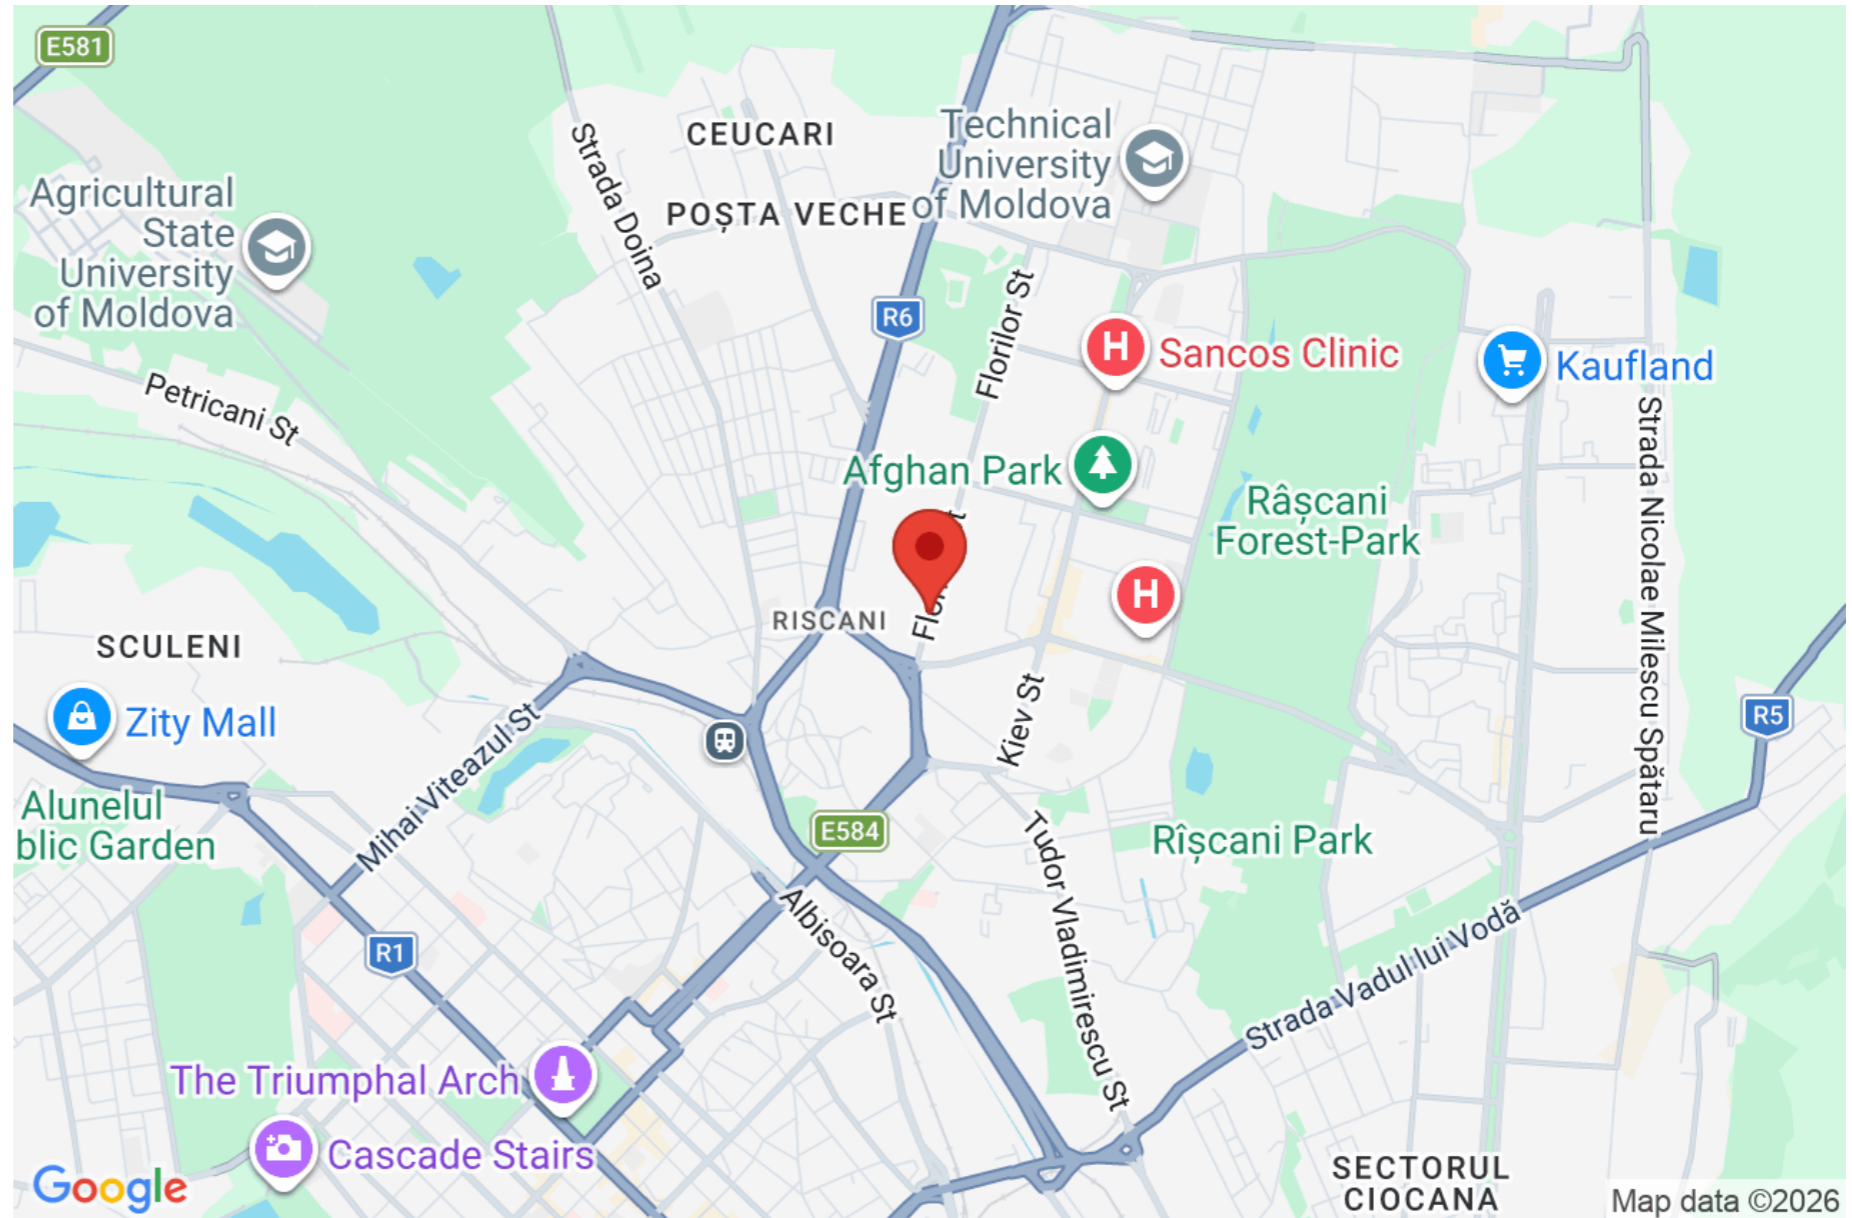 E581
CEUCARI
Technical
University
of Moldova
Strada Doina
Agricultural
State
University
of Moldova
POȘTA VECHE
R6
Florilor St
H
Sancos Clinic
Kaufland
Petricani St
Strada Nicolae Milescu Spătaru
Afghan Park
Râșcani
Forest-Park
H
RISCANI
SCULENI
Kiev St
R5
Zity Mall
Mihai Viteazul St
Alunelul
blic Garden
E584
Tudor Vladimirescu St
Rîșcani Park
Albisoara St
R1
Strada Vadul lui Vodă
The Triumphal Arch
Cascade Stairs
SECTORUL
CIOCANA
Google
Map data ©2026